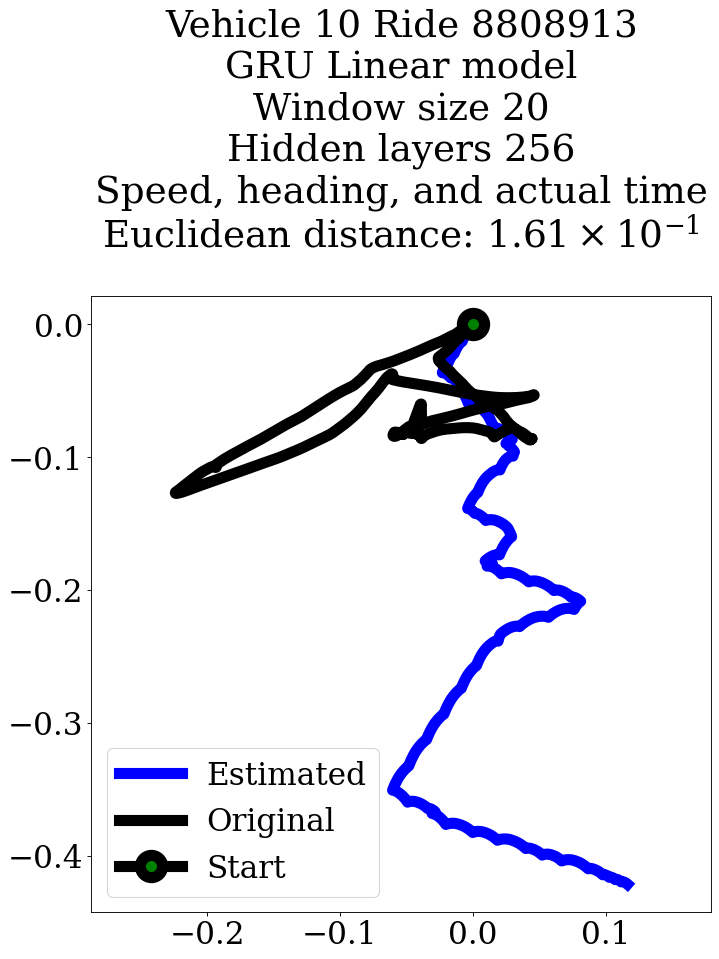 Vehicle 10 Ride 8808913
GRU Linear model
Window size 20
Hidden layers 256
Speed, heading, and actual time
Euclidean distance: 1.61 × 10⁻¹
0.0
−0.1
−0.2
−0.3
−0.4
Estimated
Original
Start
−0.2 −0.1 0.0 0.1